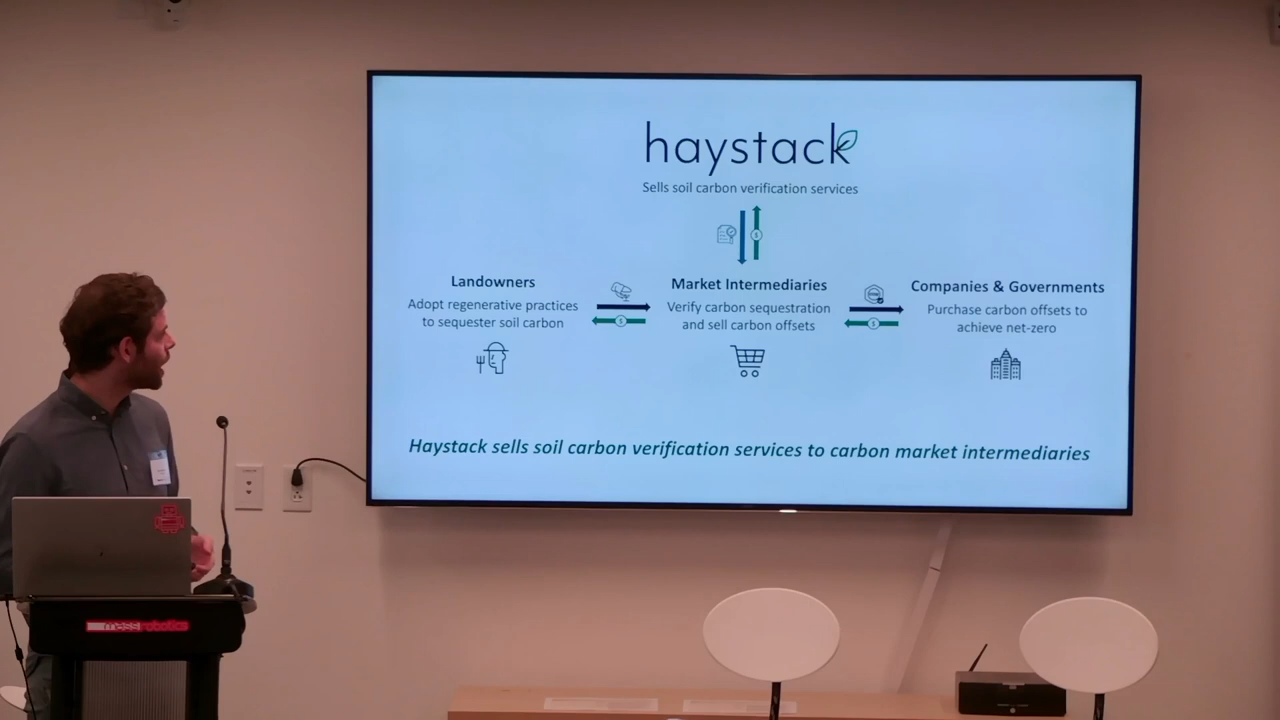 haystack
Sells soil carbon verification services
Landowners
Adopt regenerative practices
to sequester soil carbon
Market Intermediaries
Verify carbon sequestration
and sell carbon offsets
Companies & Governments
Purchase carbon offsets to
achieve net-zero
Haystack sells soil carbon verification services to carbon market intermediaries
massrobotics